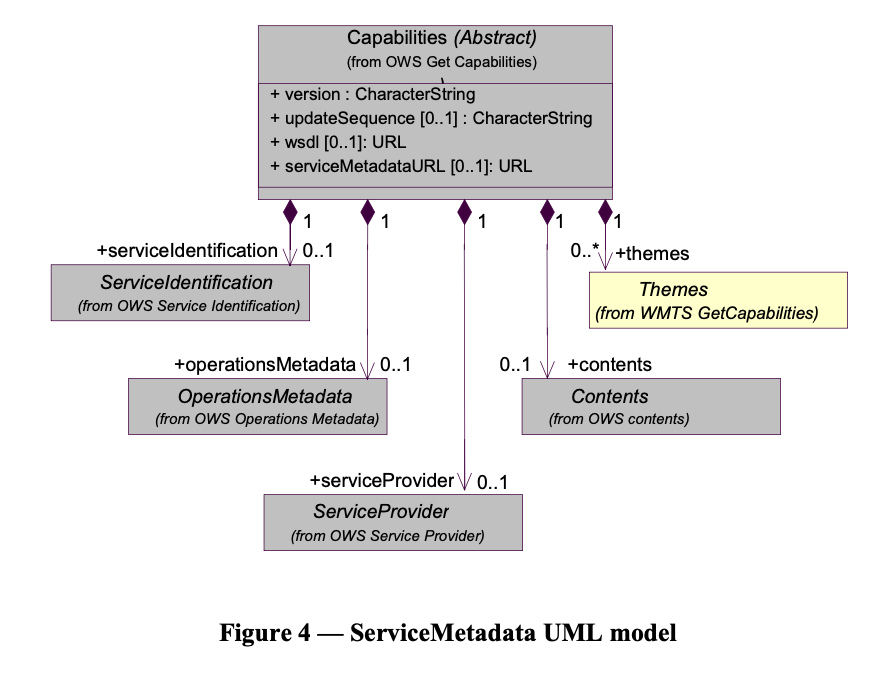 Capabilities (Abstract)
(from OWS Get Capabilities)
+ version : CharacterString
+ updateSequence [0..1] : CharacterString
+ wsdl [0..1]: URL
+ serviceMetadataURL [0..1]: URL
1 1 1 1 1
+serviceIdentification 0..1
0..* +themes
ServiceIdentification
(from OWS Service Identification)
Themes
(from WMTS GetCapabilities)
+operationsMetadata 0..1
0..1 +contents
OperationsMetadata
(from OWS Operations Metadata)
Contents
(from OWS contents)
+serviceProvider 0..1
ServiceProvider
(from OWS Service Provider)
Figure 4 — ServiceMetadata UML model